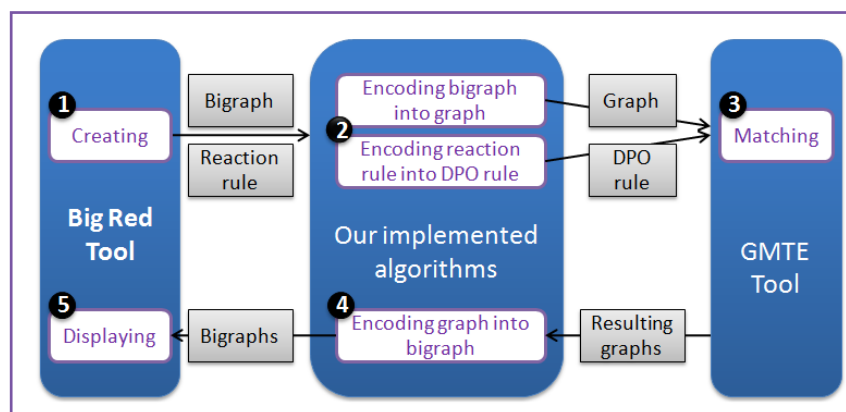 1
Creating
Bigraph
Reaction
rule
2
Encoding bigraph
into graph
Encoding reaction
rule into DPO rule
Graph
DPO
rule
3
Matching
Big Red
Tool
Our implemented
algorithms
GMTE
Tool
5
Displaying
Bigraphs
4
Encoding graph into
bigraph
Resulting
graphs